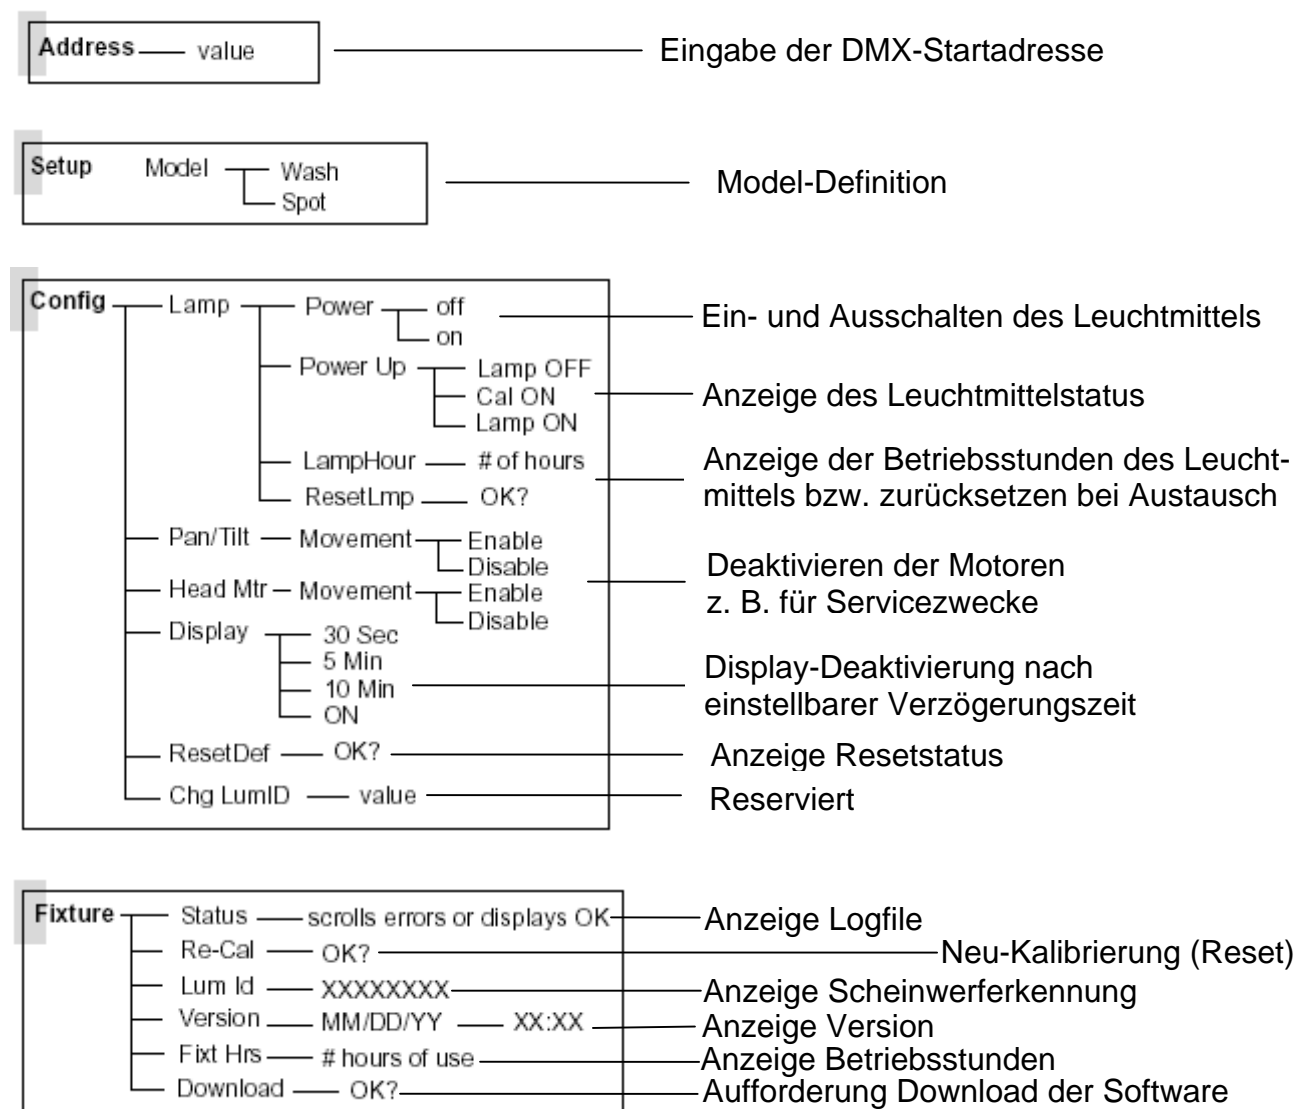 Address value Eingabe der DMX-Startadresse
Setup Model Wash
Spot
Model-Definition
Config Lamp Power off
on
Ein- und Ausschalten des Leuchtmittels
Power Up Lamp OFF
Cal ON
Lamp ON
Anzeige des Leuchtmittelstatus
LampHour # of hours
ResetLmp OK?
Anzeige der Betriebsstunden des Leucht-
mittels bzw. zurücksetzen bei Austausch
Pan/Tilt Movement Enable
Disable
Head Mtr Movement Enable
Disable
Deaktivieren der Motoren
z. B. für Servicezwecke
Display 30 Sec
5 Min
10 Min
ON
Display-Deaktivierung nach
einstellbarer Verzögerungszeit
ResetDef OK? Anzeige Resetstatus
Chg LumID value Reserviert
Fixture Status scrolls errors or displays OK Anzeige Logfile
Re-Cal OK? Neu-Kalibrierung (Reset)
Lum Id XXXXXXXX Anzeige Scheinwerferkennung
Version MM/DD/YY XX:XX Anzeige Version
Fixt Hrs # hours of use Anzeige Betriebsstunden
Download OK? Aufforderung Download der Software